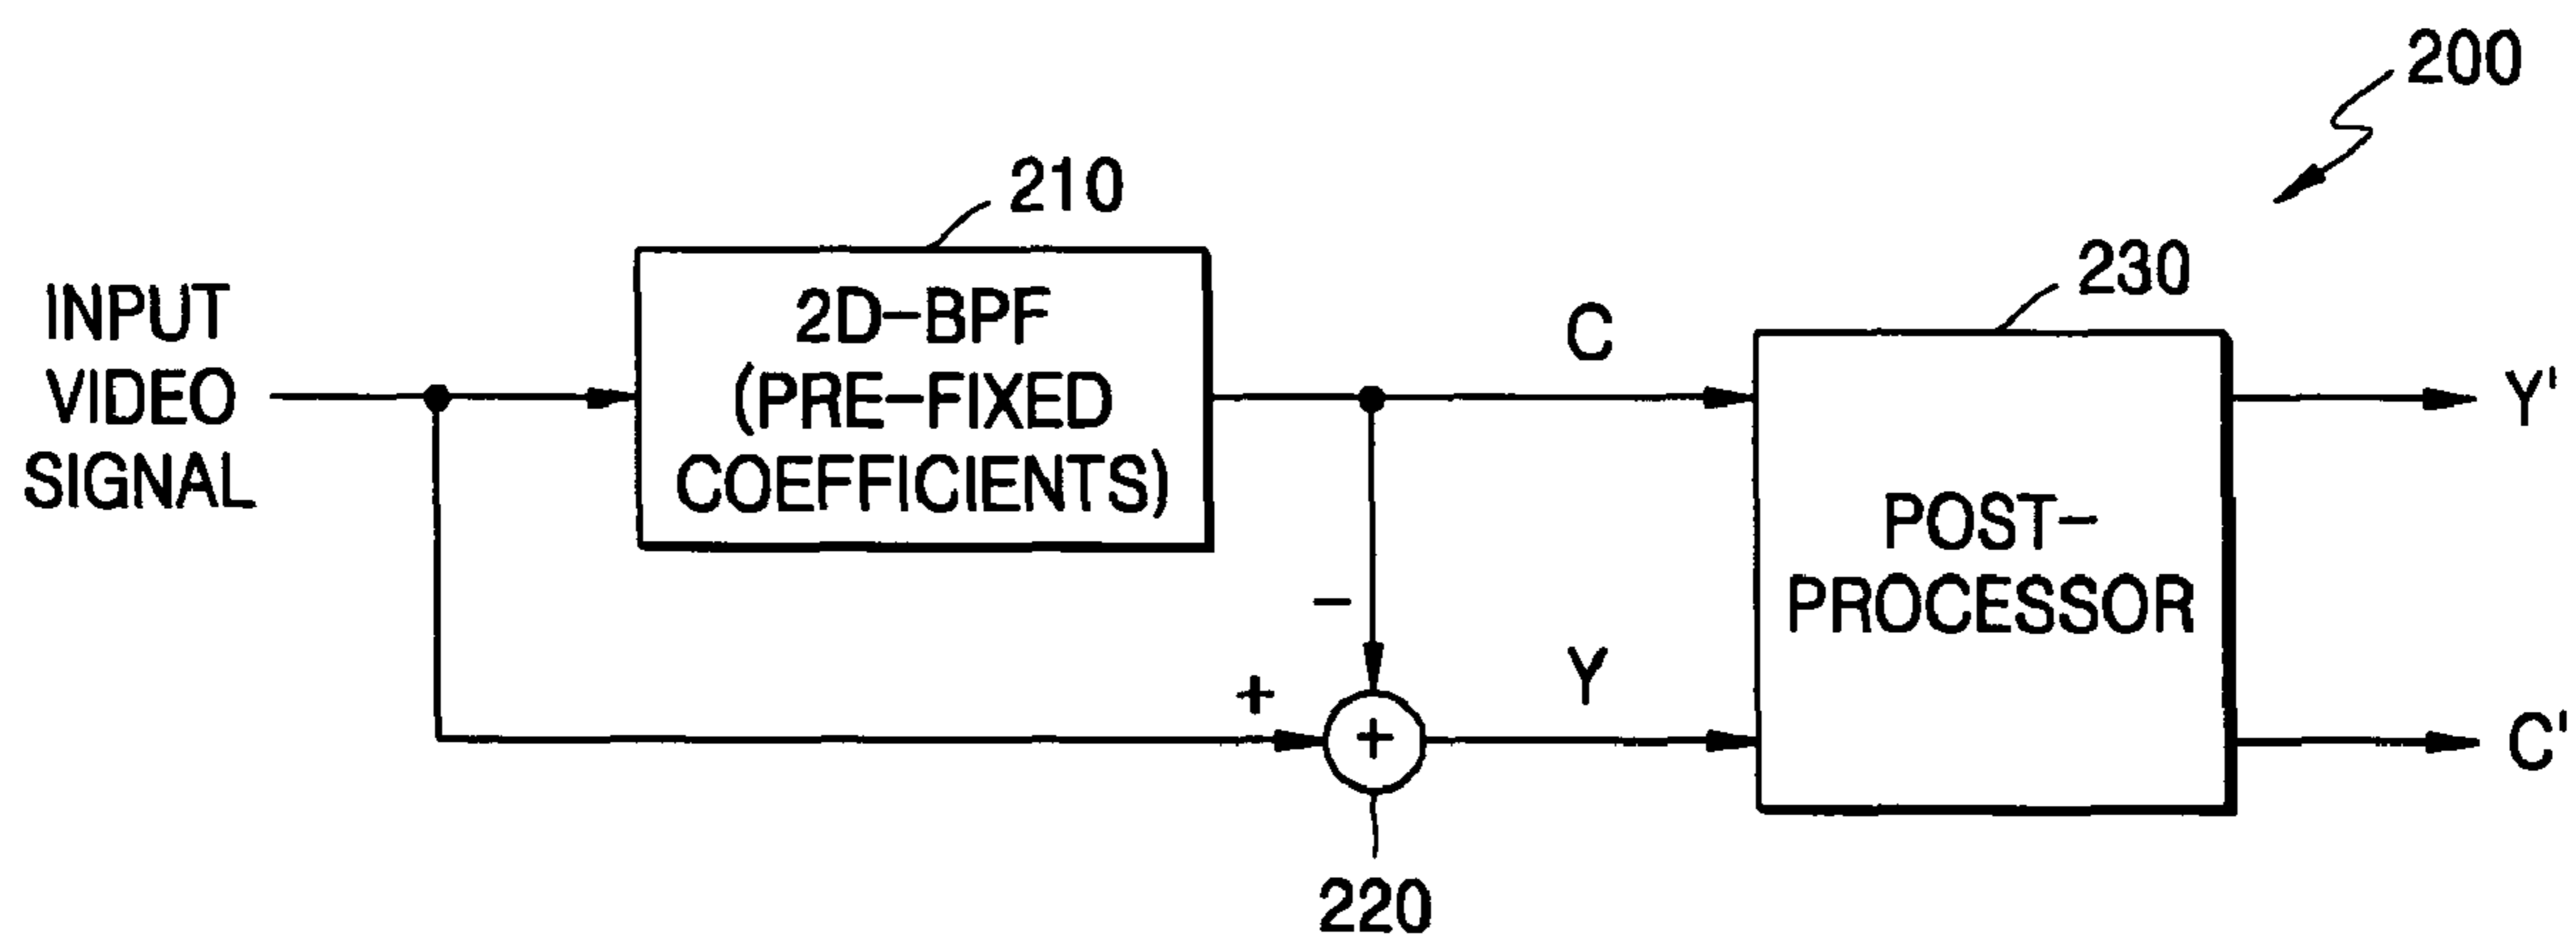 200
210
230
INPUT
VIDEO
SIGNAL
2D-BPF
(PRE-FIXED
COEFFICIENTS)
C
Y'
POST-
PROCESSOR
-
+
+
Y
C'
220